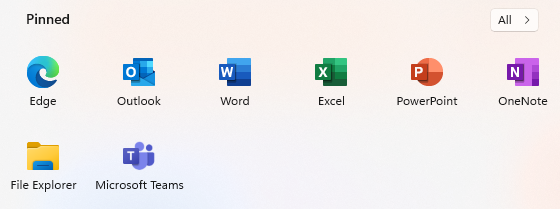 Pinned
All
Edge
Outlook
Word
Excel
PowerPoint
OneNote
File Explorer
Microsoft Teams